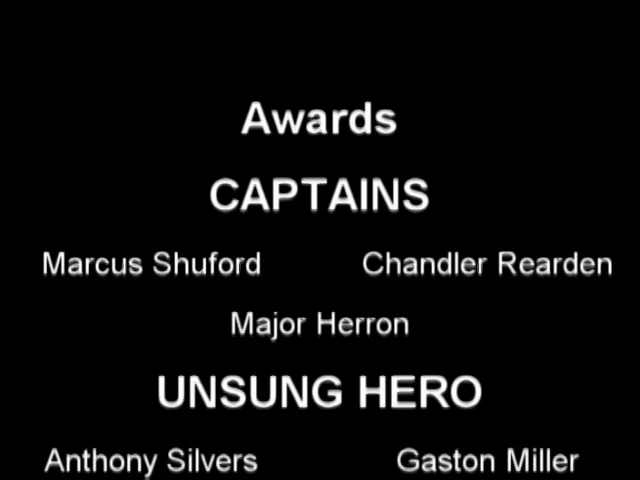 Awards
CAPTAINS
Marcus Shuford Chandler Rearden
Major Herron
UNSUNG HERO
Anthony Silvers Gaston Miller